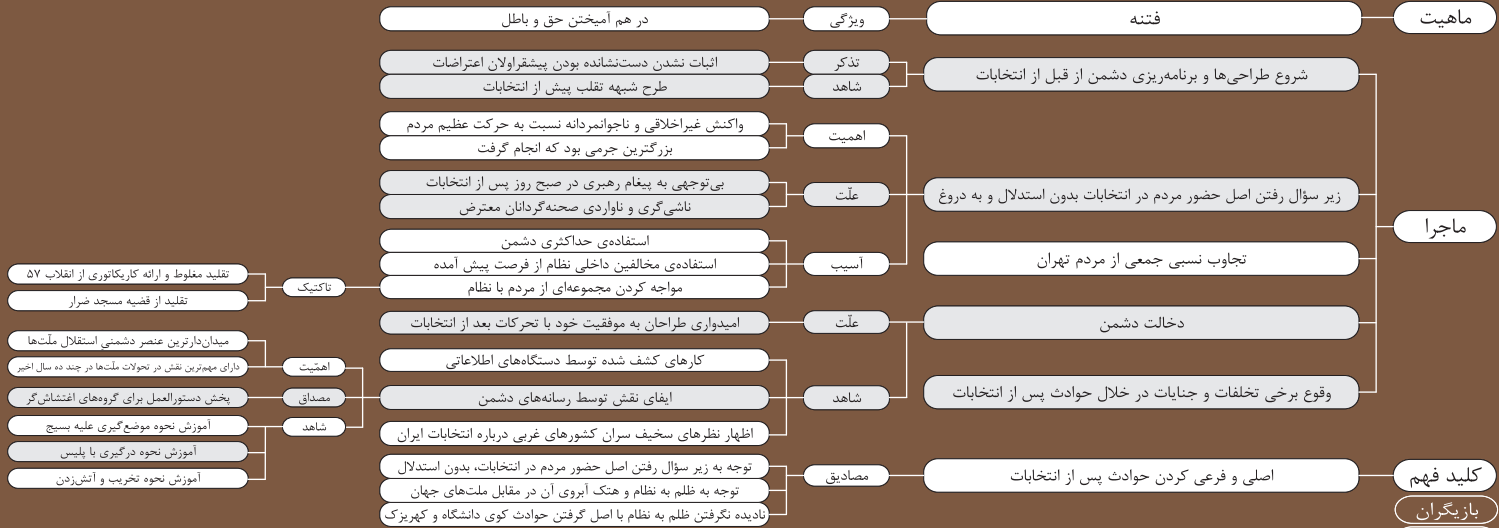 ماهیت
فتنه
ویژگی
در هم آمیختن حق و باطل
ماجرا
شروع طراحی‌ها و برنامه‌ریزی دشمن از قبل از انتخابات
تذکر
اثبات نشدن دست‌نشانده بودن پیشقراولان اعتراضات
شاهد
طرح شبهه تقلب پیش از انتخابات
زیر سؤال رفتن اصل حضور مردم در انتخابات بدون استدلال و به دروغ
اهمیت
واکنش غیراخلاقی و ناجوانمردانه نسبت به حرکت عظیم مردم
بزرگترین جرمی بود که انجام گرفت
علّت
بی‌توجهی به پیغام رهبری در صبح روز پس از انتخابات
ناشی‌گری و ناواردی صحنه‌گردانان معترض
آسیب
استفاده‌ی حداکثری دشمن
استفاده‌ی مخالفین داخلی نظام از فرصت پیش آمده
مواجه کردن مجموعه‌ای از مردم با نظام
تاکتیک
تقلید مغلوط و ارائه کاریکاتوری از انقلاب ۵۷
تقلید از قضیه مسجد ضرار
تجاوب نسبی جمعی از مردم تهران
دخالت دشمن
علّت
امیدواری طراحان به موفقیت خود با تحرکات بعد از انتخابات
شاهد
کارهای کشف شده توسط دستگاه‌های اطلاعاتی
ایفای نقش توسط رسانه‌های دشمن
اهمّیت
میدان‌دارترین عنصر دشمنی استقلال ملّت‌ها
دارای مهم‌ترین نقش در تحولات ملّت‌ها در چند ده سال اخیر
مصداق
پخش دستورالعمل برای گروه‌های اغتشاش‌گر
شاهد
آموزش نحوه موضع‌گیری علیه بسیج
آموزش نحوه درگیری با پلیس
آموزش نحوه تخریب و آتش‌زدن
اظهار نظرهای سخیف سران کشورهای غربی درباره انتخابات ایران
وقوع برخی تخلفات و جنایات در خلال حوادث پس از انتخابات
کلید فهم
اصلی و فرعی کردن حوادث پس از انتخابات
مصادیق
توجه به زیر سؤال رفتن اصل حضور مردم در انتخابات، بدون استدلال
توجه به ظلم به نظام و هتک آبروی آن در مقابل ملت‌های جهان
نادیده نگرفتن ظلم به نظام با اصل گرفتن حوادث کوی دانشگاه و کهریزک
بازیگران